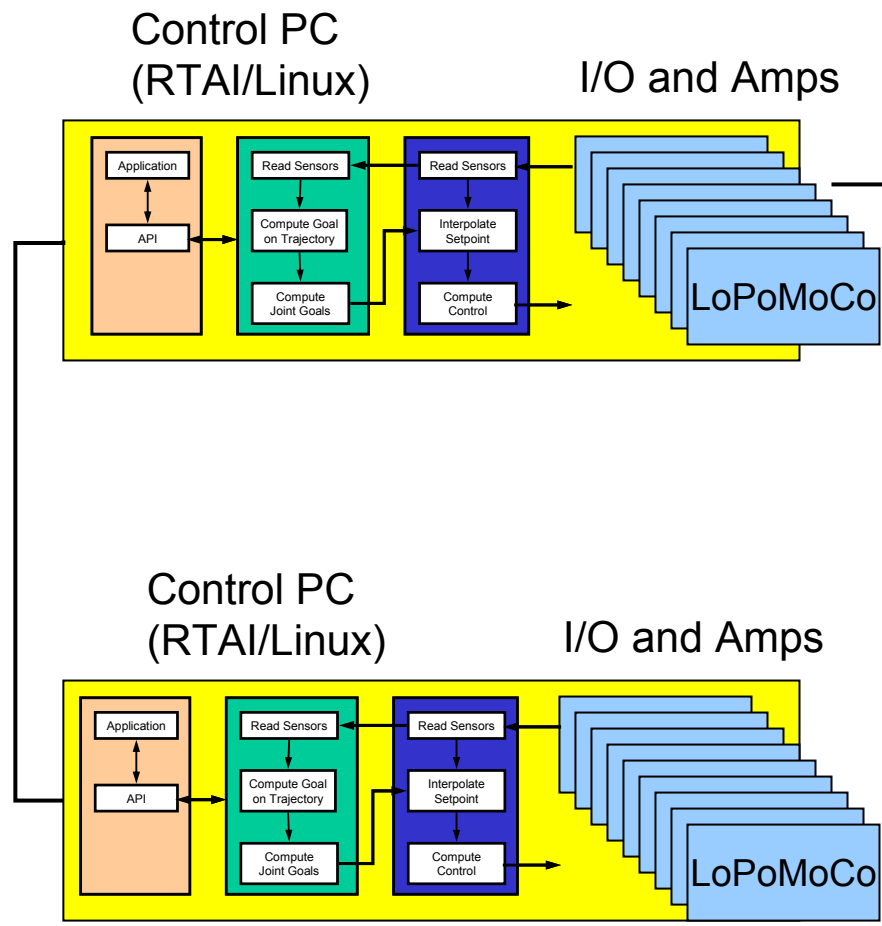 Control PC
(RTAI/Linux)
I/O and Amps
Application
API
Read Sensors
Compute Goal
on Trajectory
Compute
Joint Goals
Read Sensors
Interpolate
Setpoint
Compute
Control
LoPoMoCo
Control PC
(RTAI/Linux)
I/O and Amps
Application
API
Read Sensors
Compute Goal
on Trajectory
Compute
Joint Goals
Read Sensors
Interpolate
Setpoint
Compute
Control
LoPoMoCo